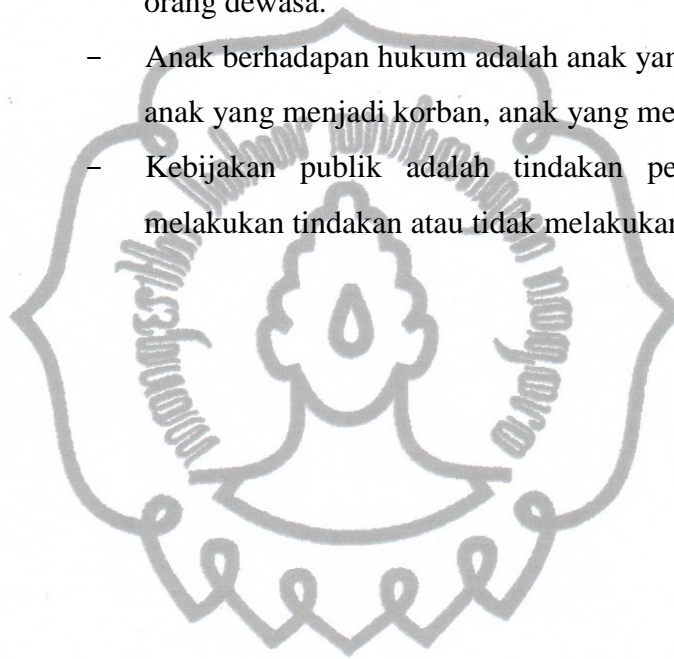 orang dewasa.
- Anak berhadapan hukum adalah anak yan
anak yang menjadi korban, anak yang me
- Kebijakan publik adalah tindakan pe
melakukan tindakan atau tidak melakukan